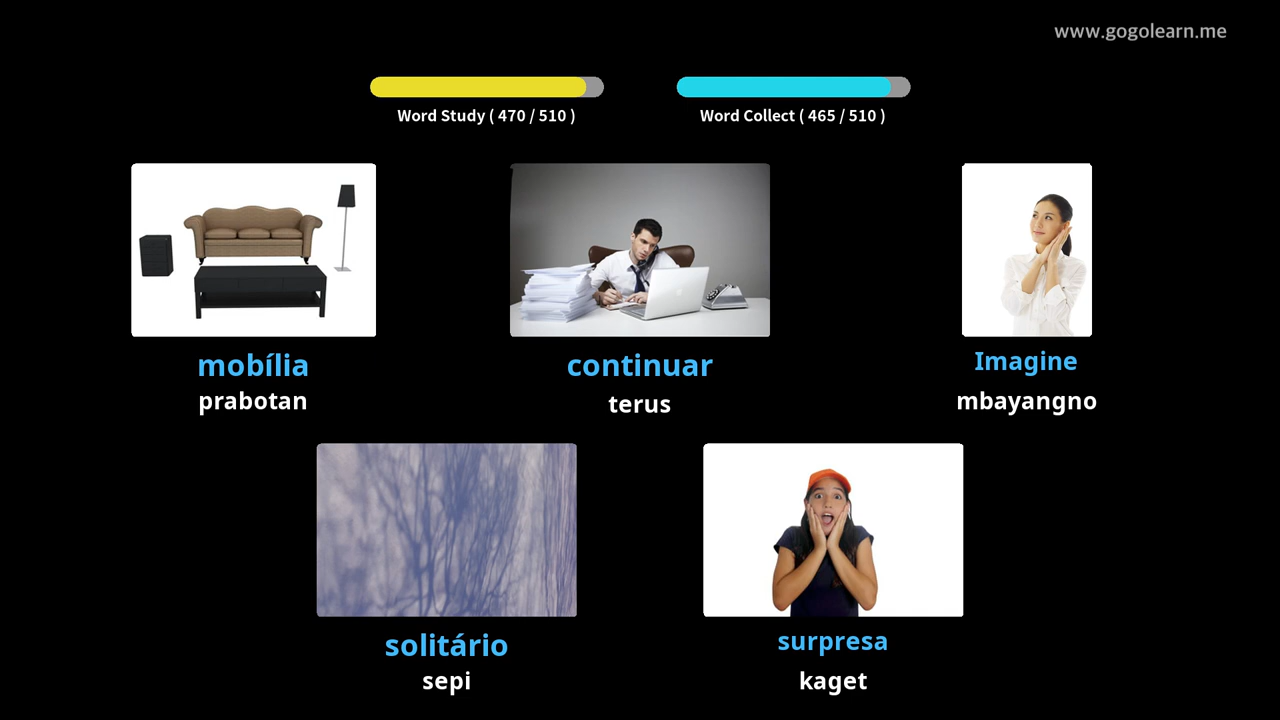 www.gogolearn.me
Word Study ( 470 / 510 )
Word Collect ( 465 / 510 )
mobília
prabotan
continuar
terus
Imagine
mbayangno
solitário
sepi
surpresa
kaget